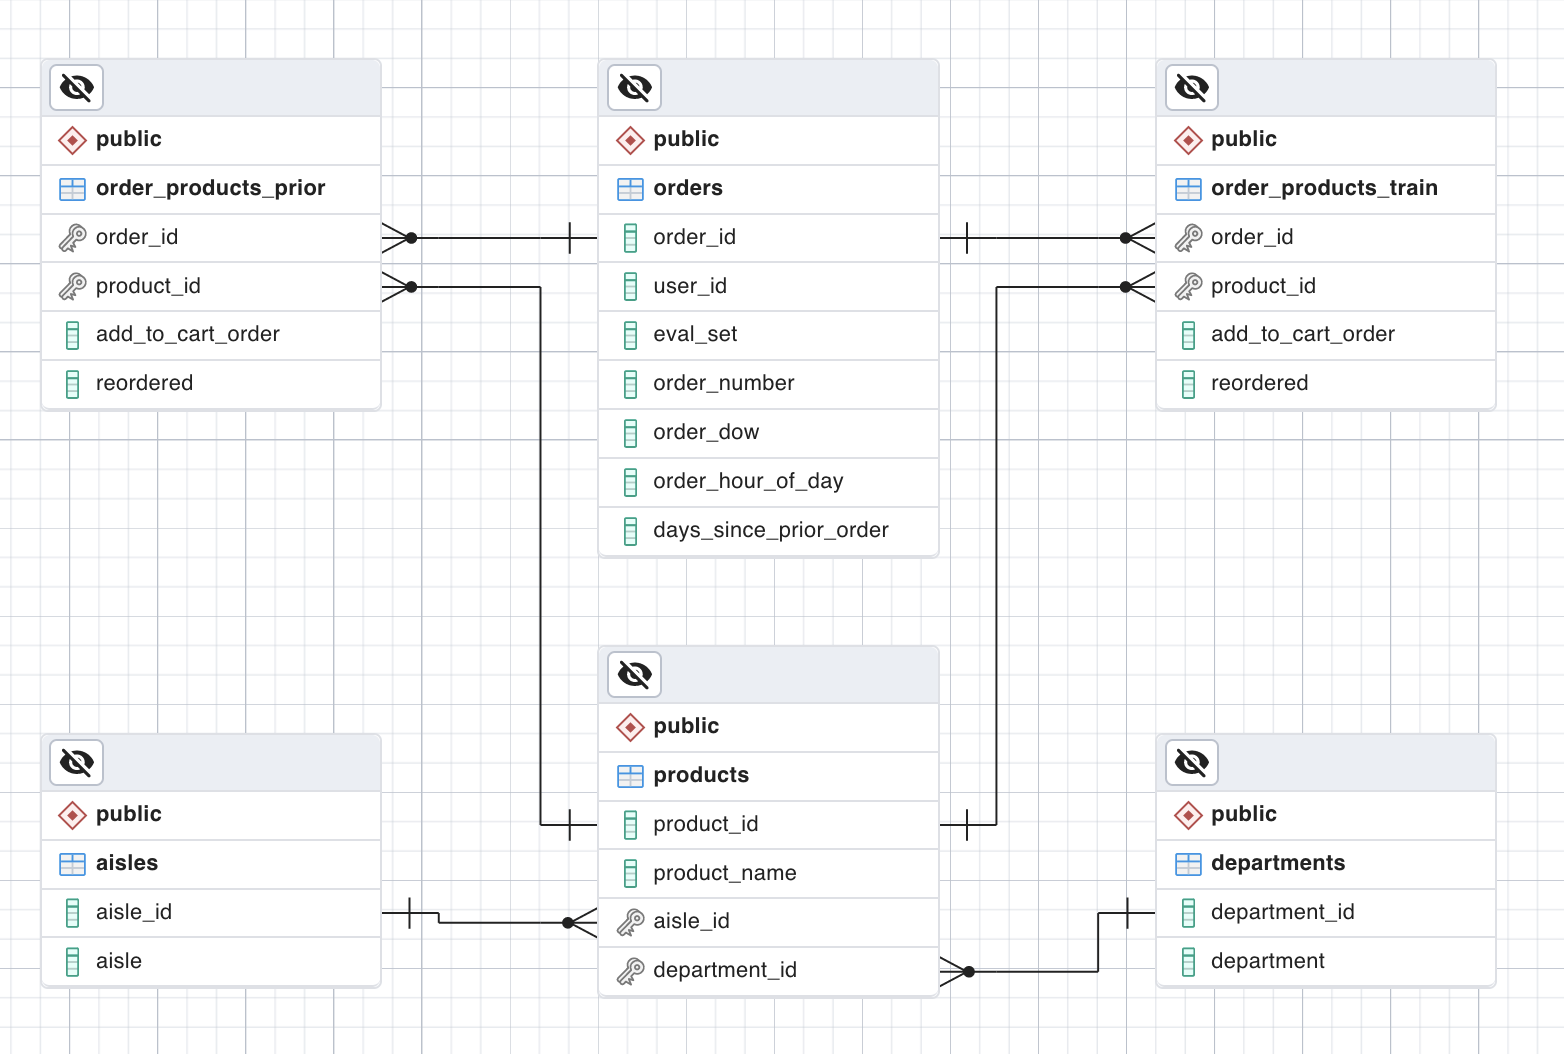 public
order_products_prior
order_id
product_id
add_to_cart_order
reordered
public
orders
order_id
user_id
eval_set
order_number
order_dow
order_hour_of_day
days_since_prior_order
public
order_products_train
order_id
product_id
add_to_cart_order
reordered
public
aisles
aisle_id
aisle
public
products
product_id
product_name
aisle_id
department_id
public
departments
department_id
department